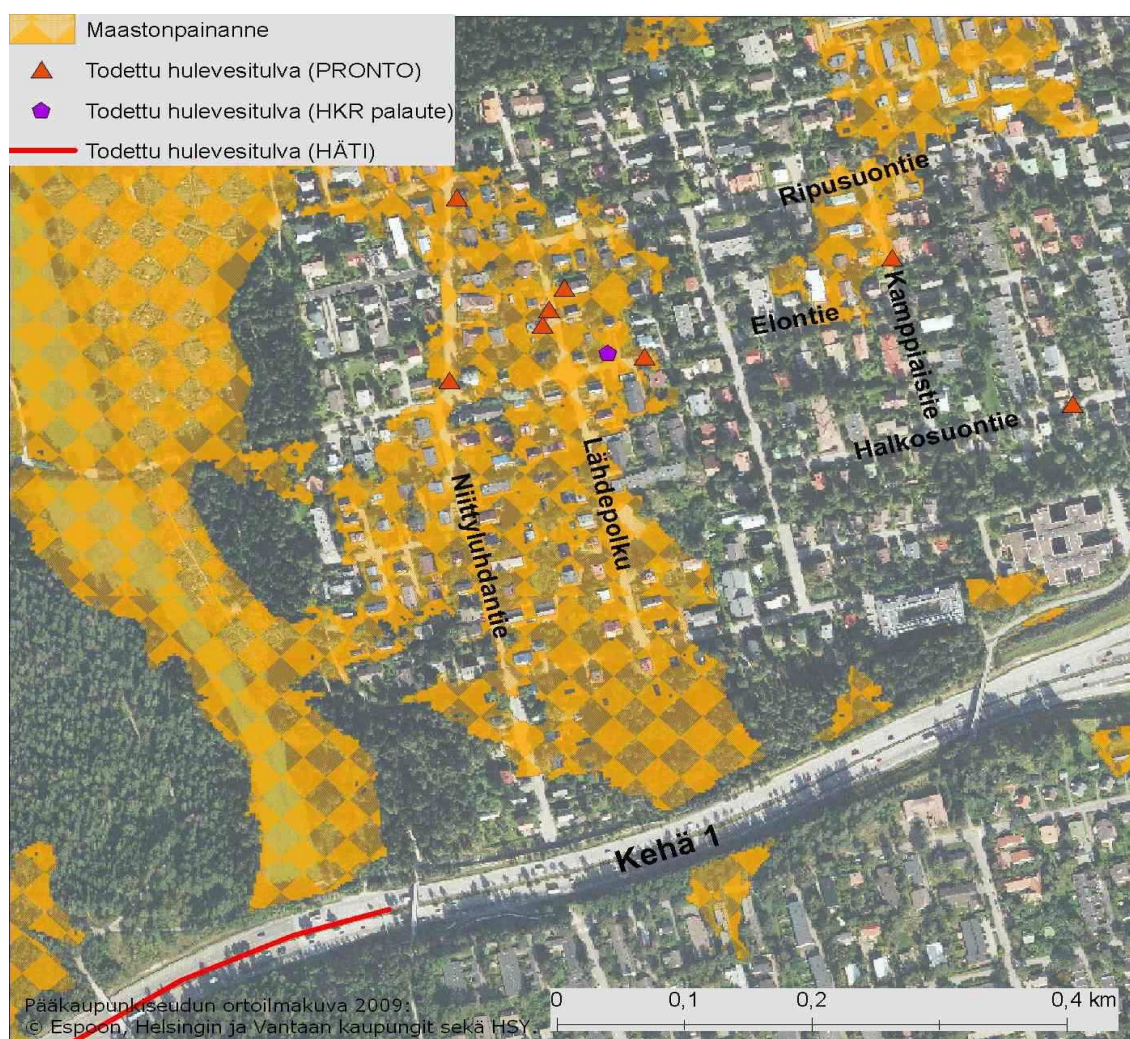 Maastonpainanne
Todettu hulevesitulva (PRONTO)
Todettu hulevesitulva (HKR palaute)
Todettu hulevesitulva (HÄTI)
Ripusuontie
Elontie
Kamppiaistie
Halkosuontie
Lähdepolku
Niittyluhdantie
Kehä 1
Pääkaupunkiseudun ortoilmakuva 2009:
© Espoon, Helsingin ja Vantaan kaupungit sekä HSY.
0 0,1 0,2 0,4 km